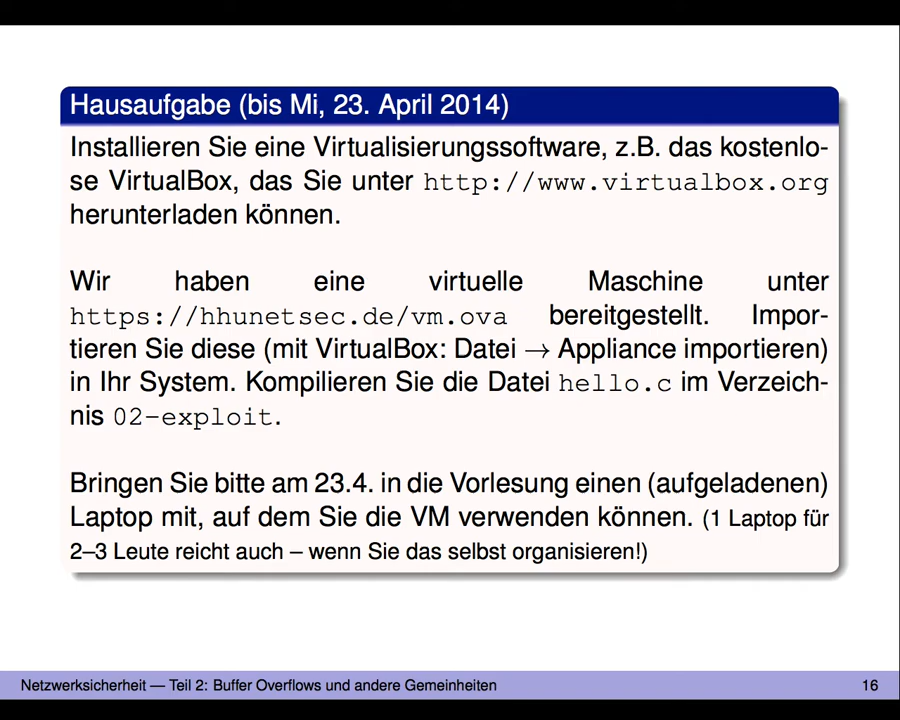 Hausaufgabe (bis Mi, 23. April 2014)
Installieren Sie eine Virtualisierungssoftware, z.B. das kostenlo-
se VirtualBox, das Sie unter http://www.virtualbox.org
herunterladen können.
Wir haben eine virtuelle Maschine unter
https://hhunetsec.de/vm.ova bereitgestellt. Impor-
tieren Sie diese (mit VirtualBox: Datei → Appliance importieren)
in Ihr System. Kompilieren Sie die Datei hello.c im Verzeich-
nis 02-exploit.
Bringen Sie bitte am 23.4. in die Vorlesung einen (aufgeladenen)
Laptop mit, auf dem Sie die VM verwenden können. (1 Laptop für
2–3 Leute reicht auch – wenn Sie das selbst organisieren!)
Netzwerksicherheit — Teil 2: Buffer Overflows und andere Gemeinheiten
16